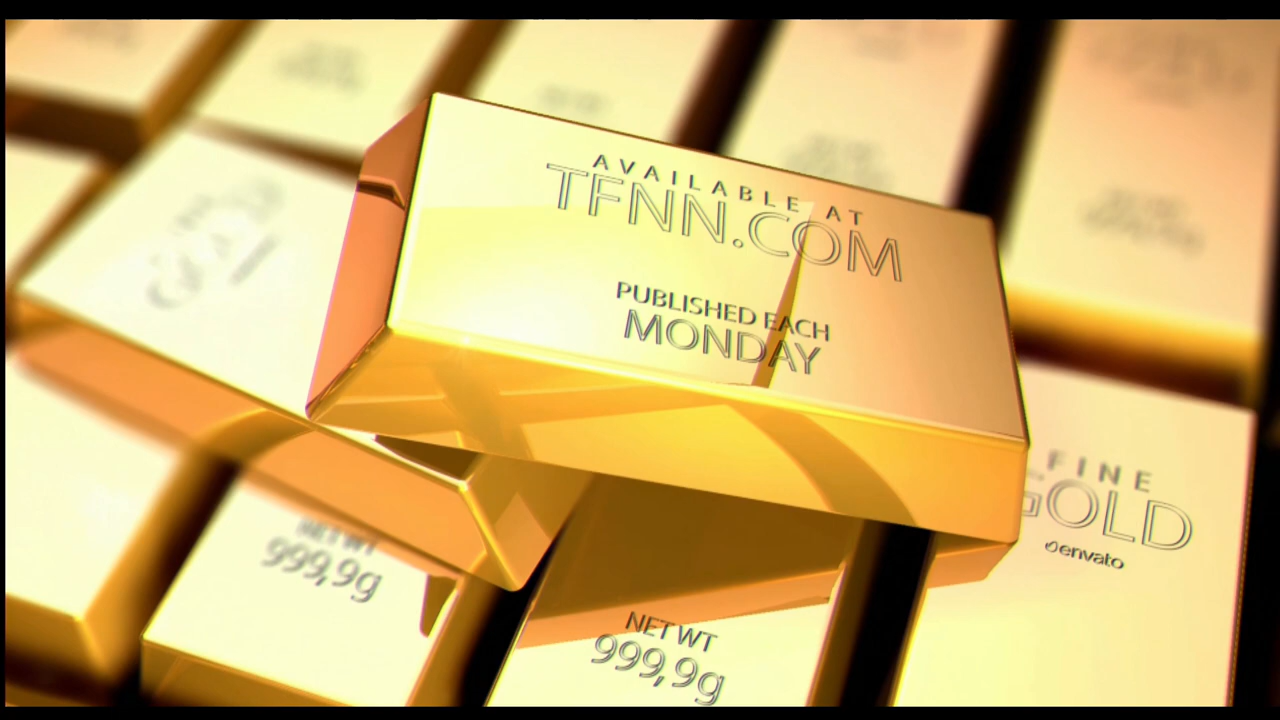 AVAILABLE AT
TFNN.COM
PUBLISHED EACH
MONDAY
FINE
GOLD
envato
NET WT
999,9g
NET WT
999,9g